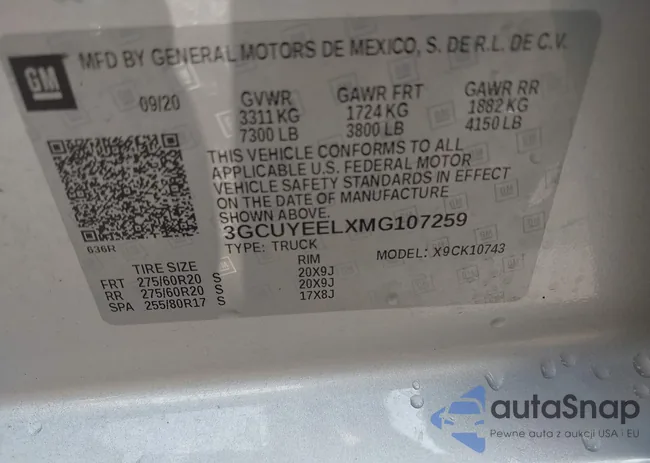 GM
MFD BY GENERAL MOTORS DE MEXICO, S. DE R.L. DE C.V.
09/20 GVWR GAWR FRT GAWR RR
3311 KG 1724 KG 1882 KG
7300 LB 3800 LB 4150 LB
THIS VEHICLE CONFORMS TO ALL
APPLICABLE U.S. FEDERAL MOTOR
VEHICLE SAFETY STANDARDS IN EFFECT
ON THE DATE OF MANUFACTURE
SHOWN ABOVE.
3GCUYEELXMG107259
636R TYPE: TRUCK MODEL: X9CK10743
TIRE SIZE RIM
FRT 275/60R20 S 20X9J
RR 275/60R20 S 20X9J
SPA 255/80R17 S 17X8J
autaSnap
Pewne auta z aukcji USA i EU